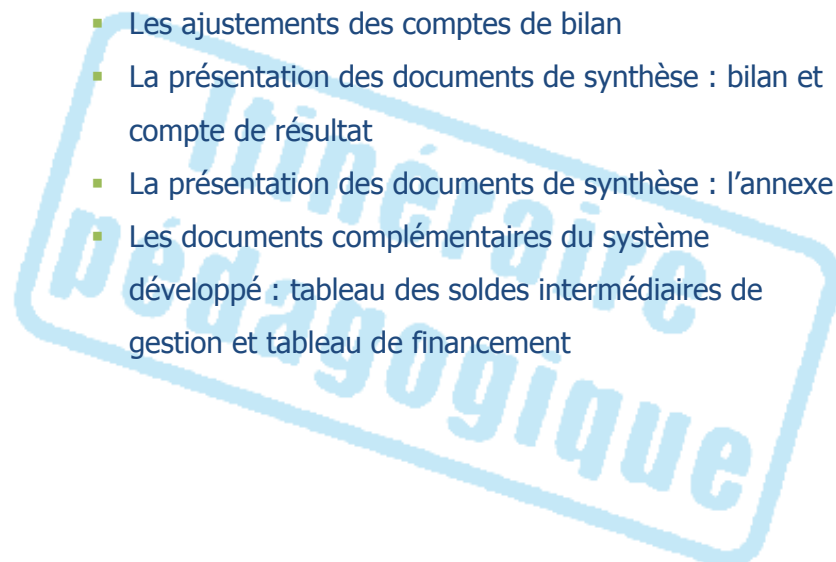 ▪ Les ajustements des comptes de bilan
▪ La présentation des documents de synthèse : bilan et
compte de résultat
▪ La présentation des documents de synthèse : l’annexe
▪ Les documents complémentaires du système
développé : tableau des soldes intermédiaires de
gestion et tableau de financement
Itinéraire
pédagogique